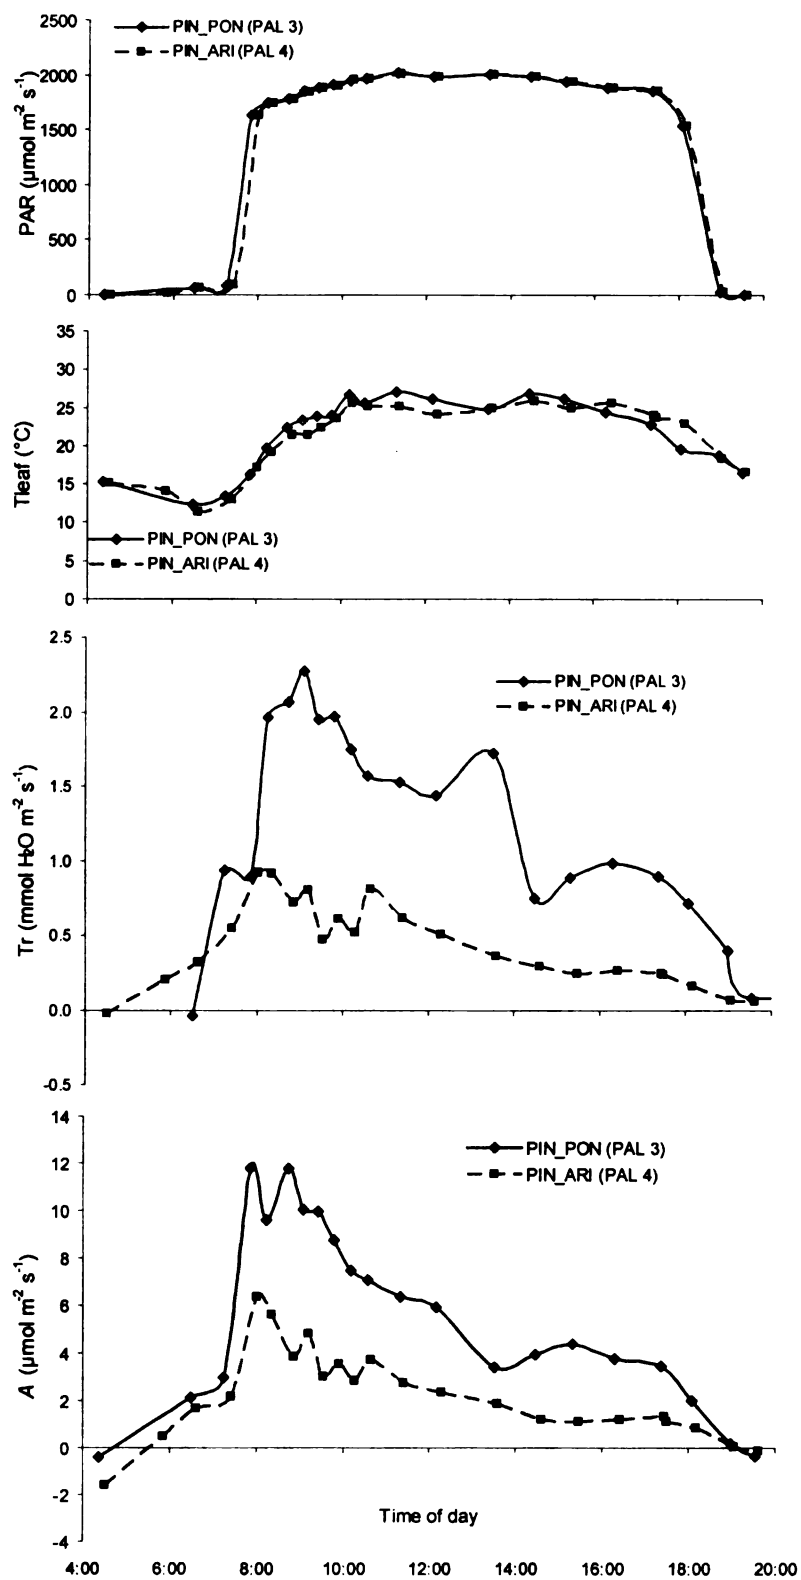 2500
2000
1500
1000
500
0
PAR (µmol m-2 s-1)
PIN_PON (PAL 3)
PIN_ARI (PAL 4)
35
30
25
20
15
10
5
0
Tleaf (°C)
PIN_PON (PAL 3)
PIN_ARI (PAL 4)
2.5
2.0
1.5
1.0
0.5
0.0
-0.5
Tr (mmol H2O m-2 s-1)
PIN_PON (PAL 3)
PIN_ARI (PAL 4)
14
12
10
8
6
4
2
0
-2
-4
A (µmol m-2 s-1)
PIN_PON (PAL 3)
PIN_ARI (PAL 4)
Time of day
4:00 6:00 8:00 10:00 12:00 14:00 16:00 18:00 20:00